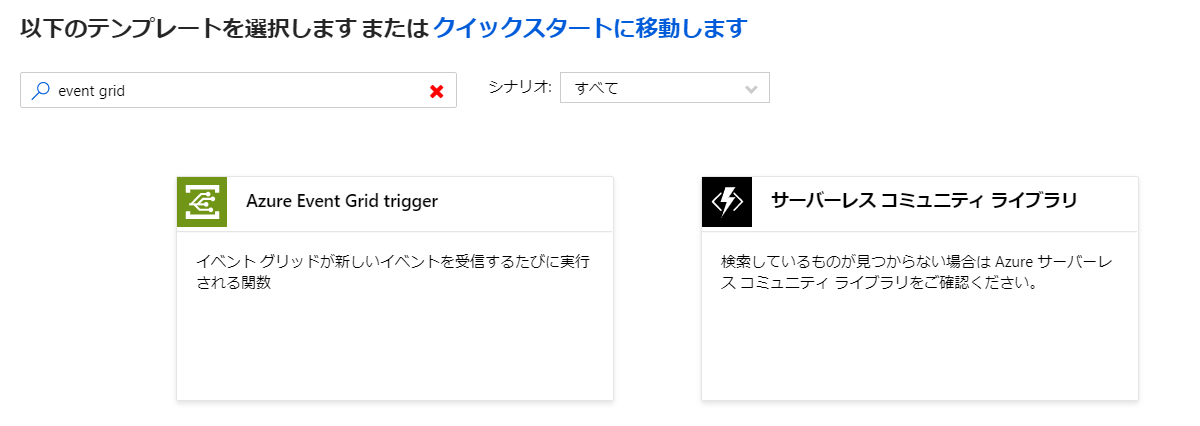 以下のテンプレートを選択します または クイックスタートに移動します
event grid
シナリオ: すべて
Azure Event Grid trigger
イベント グリッドが新しいイベントを受信するたびに実行
される関数
サーバーレス コミュニティ ライブラリ
検索しているものが見つからない場合は Azure サーバーレ
ス コミュニティ ライブラリをご確認ください。